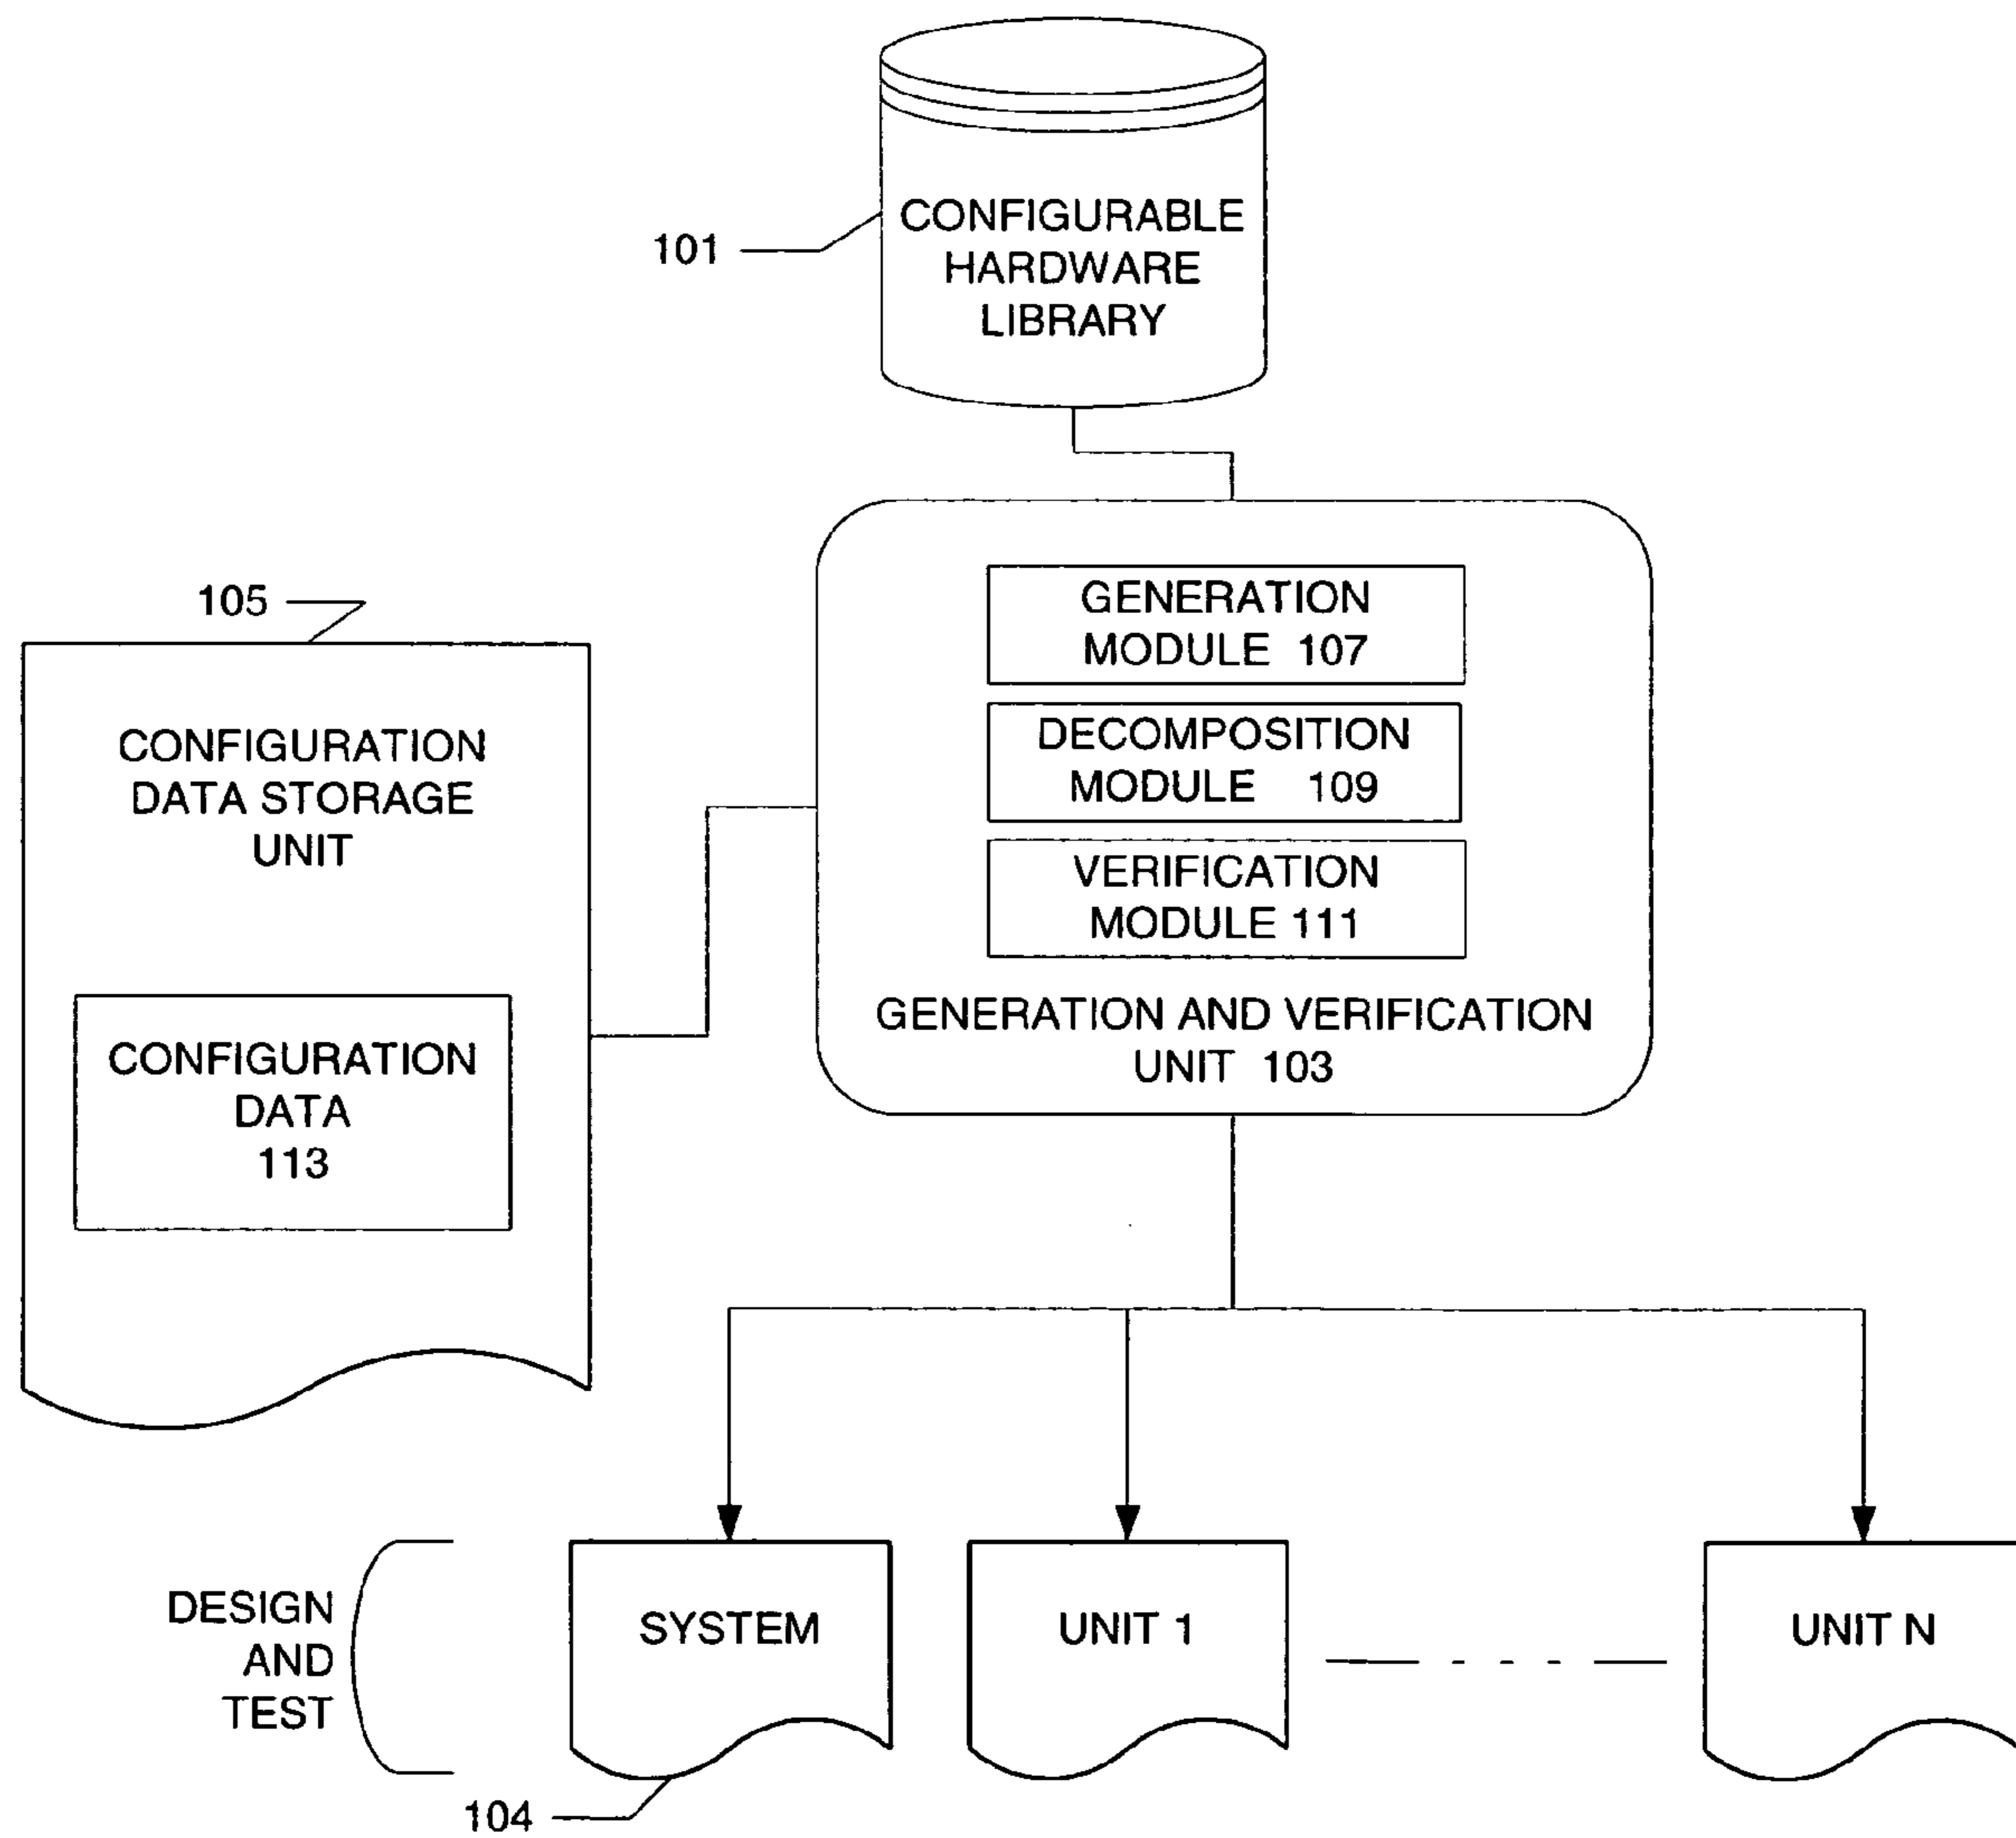 CONFIGURABLE
HARDWARE
LIBRARY
101
GENERATION
MODULE 107
105
DECOMPOSITION
MODULE 109
CONFIGURATION
DATA STORAGE
UNIT
VERIFICATION
MODULE 111
GENERATION AND VERIFICATION
UNIT 103
CONFIGURATION
DATA
113
DESIGN
AND
TEST
SYSTEM
UNIT 1
UNIT N
104